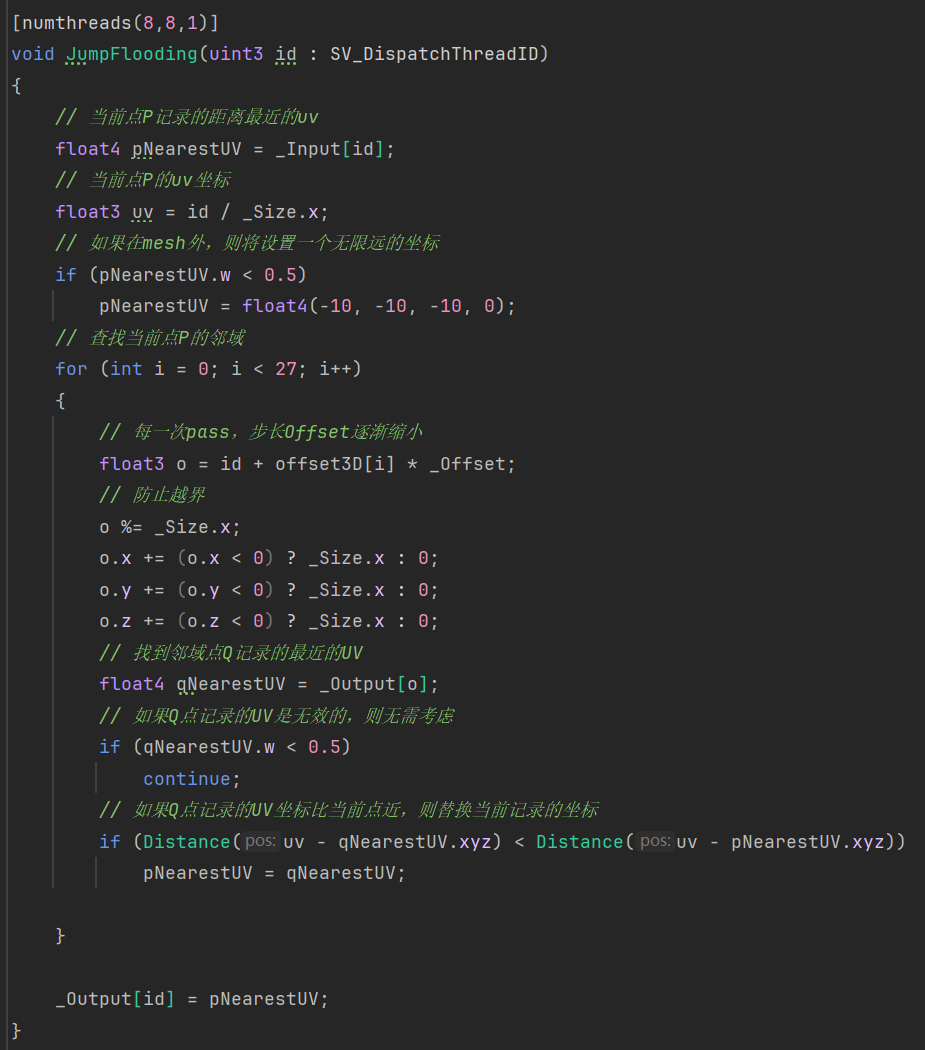 [numthreads(8,8,1)]
void JumpFlooding(uint3 id : SV_DispatchThreadID)
{
    // 当前点P记录的距离最近的uv
    float4 pNearestUV = _Input[id];
    // 当前点P的uv坐标
    float3 uv = id / _Size.x;
    // 如果在mesh外，则将设置一个无限远的坐标
    if (pNearestUV.w < 0.5)
        pNearestUV = float4(-10, -10, -10, 0);
    // 查找当前点P的邻域
    for (int i = 0; i < 27; i++)
    {
        // 每一次pass，步长Offset逐渐缩小
        float3 o = id + offset3D[i] * _Offset;
        // 防止越界
        o %= _Size.x;
        o.x += (o.x < 0) ? _Size.x : 0;
        o.y += (o.y < 0) ? _Size.x : 0;
        o.z += (o.z < 0) ? _Size.x : 0;
        // 找到邻域点Q记录的最近的UV
        float4 qNearestUV = _Output[o];
        // 如果Q点记录的UV是无效的，则无需考虑
        if (qNearestUV.w < 0.5)
            continue;
        // 如果Q点记录的UV坐标比当前点近，则替换当前记录的坐标
        if (Distance(pos: uv - qNearestUV.xyz) < Distance(pos: uv - pNearestUV.xyz))
            pNearestUV = qNearestUV;
    }
    _Output[id] = pNearestUV;
}